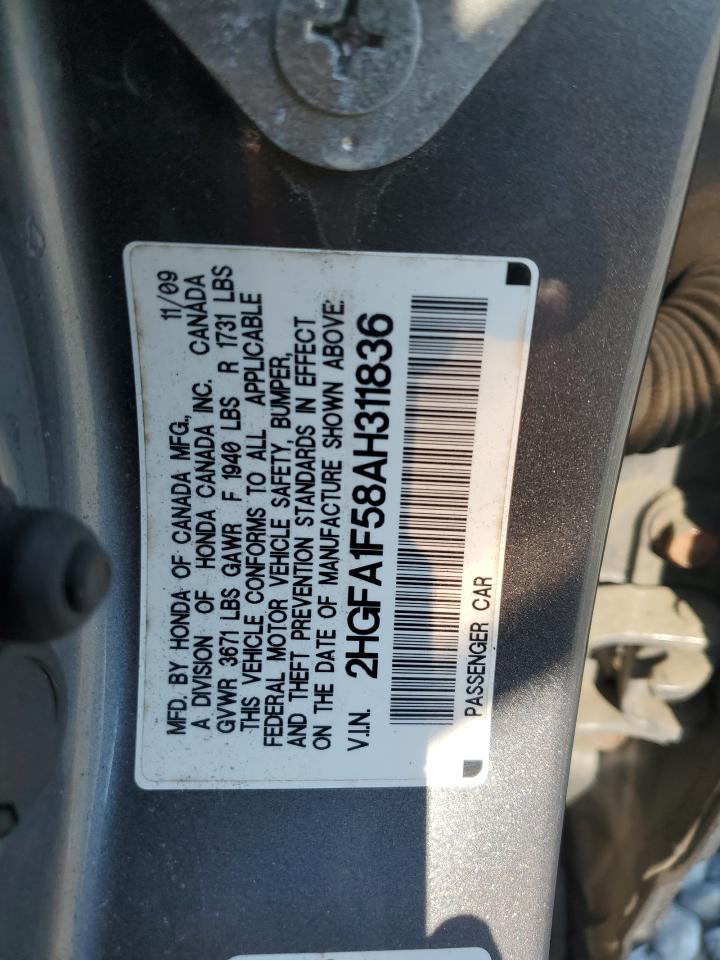 MFD. BY HONDA OF CANADA MFG., 11/09
A DIVISION OF HONDA CANADA INC. CANADA
GVWR 3671 LBS GAWR F 1940 LBS R 1731 LBS
THIS VEHICLE CONFORMS TO ALL APPLICABLE
FEDERAL MOTOR VEHICLE SAFETY, BUMPER,
AND THEFT PREVENTION STANDARDS IN EFFECT
ON THE DATE OF MANUFACTURE SHOWN ABOVE.
V.I.N. 2HGFA1F58AH311836
PASSENGER CAR